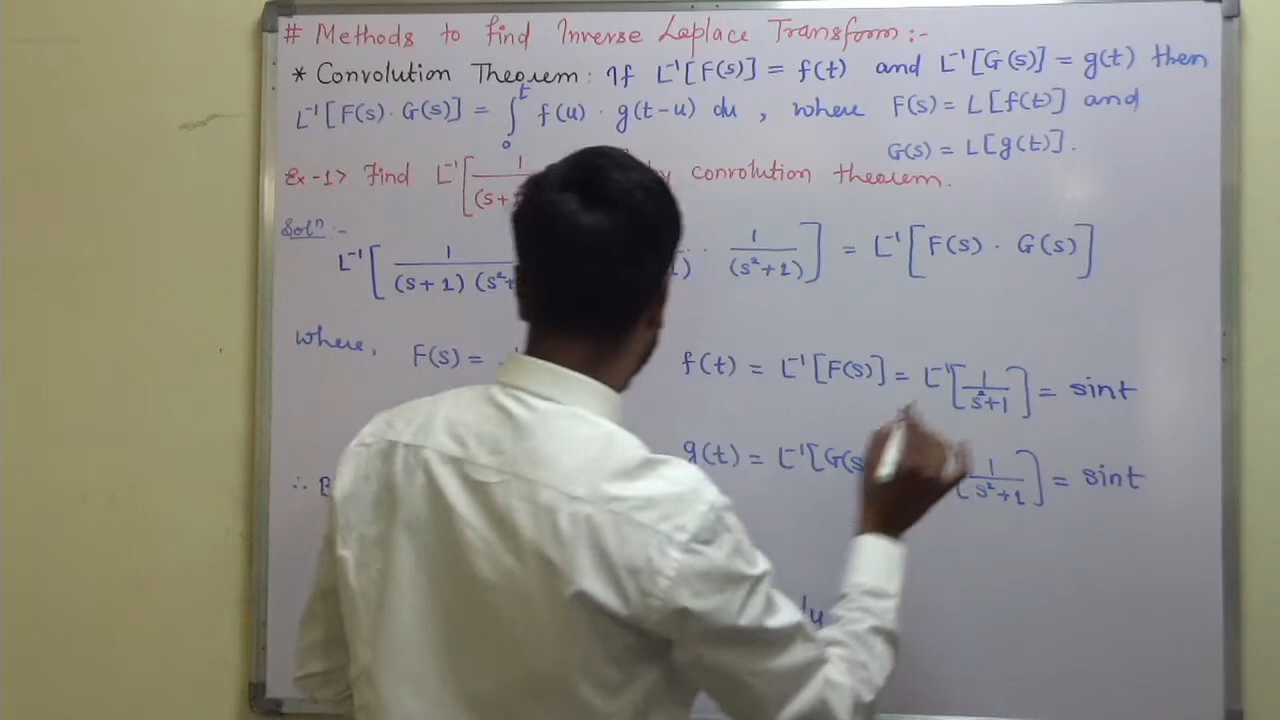 # Methods to find Inverse Laplace Transform :-
* Convolution Theorem : If L⁻¹[F(s)] = f(t) and L⁻¹[G(s)] = g(t) then
L⁻¹[F(s) · G(s)] = ∫₀ᵗ f(u) · g(t-u) du , where F(s) = L[f(t)] and
G(s) = L[g(t)].
Ex-1> Find L⁻¹[ 1 / (s+ convolution theorem.
Solⁿ :-
L⁻¹[ 1 / (s+1) (s²+ · 1 / (s²+1) ] = L⁻¹[ F(s) · G(s) ]
where, F(s) = f(t) = L⁻¹[F(s)] = L⁻¹[ 1 / s²+1 ] = sint
g(t) = L⁻¹[G(s 1 / s²+1 ] = sint
∴